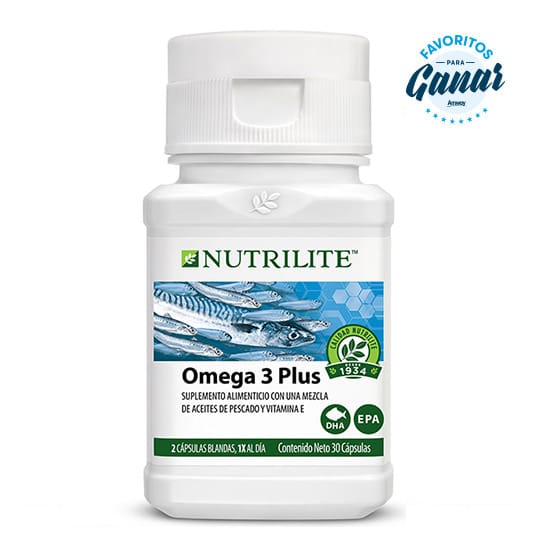 FAVORITOS
PARA
Ganar
Amway
NUTRILITE™
CALIDAD NUTRILITE
DESDE
1934
Omega 3 Plus
SUPLEMENTO ALIMENTICIO CON UNA MEZCLA
DE ACEITES DE PESCADO Y VITAMINA E
DHA
EPA
2 CÁPSULAS BLANDAS, 1X AL DÍA
Contenido Neto 30 Cápsulas